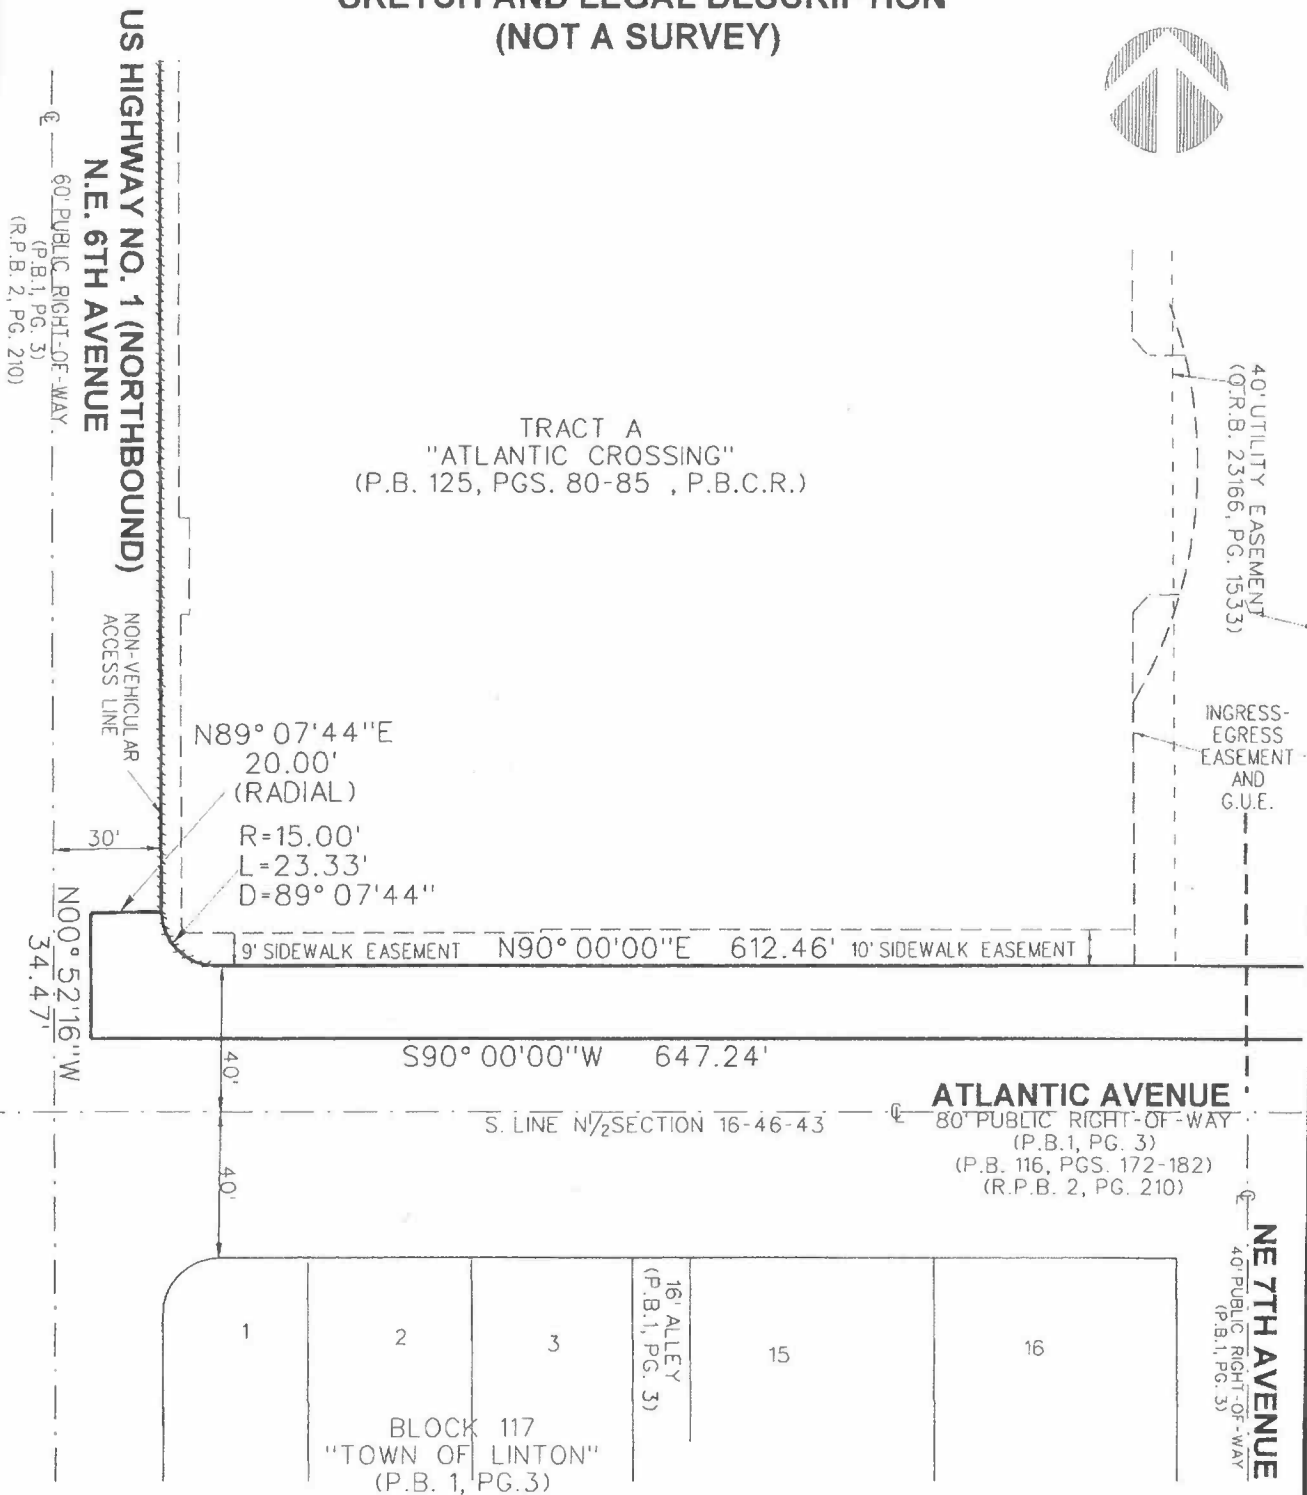 SKETCH AND LEGAL DESCRIPTION
(NOT A SURVEY)
US HIGHWAY NO. 1 (NORTHBOUND)
N.E. 6TH AVENUE
℄
60' PUBLIC RIGHT-OF-WAY
(P.B.1, PG. 3)
(R.P.B. 2, PG. 210)
TRACT A
"ATLANTIC CROSSING"
(P.B. 125, PGS. 80-85 , P.B.C.R.)
40' UTILITY EASEMENT
(O.R.B. 23166, PG. 1533)
NON-VEHICULAR
ACCESS LINE
INGRESS-
EGRESS
EASEMENT
AND
G.U.E.
N89°07'44"E
20.00'
(RADIAL)
R=15.00'
L=23.33'
D=89°07'44"
30'
N00°52'16"W
34.47'
9' SIDEWALK EASEMENT
N90°00'00"E 612.46'
10' SIDEWALK EASEMENT
S90°00'00"W 647.24'
40'
40'
S. LINE N1/2 SECTION 16-46-43
℄
ATLANTIC AVENUE
80' PUBLIC RIGHT-OF-WAY
(P.B.1, PG. 3)
(P.B. 116, PGS. 172-182)
(R.P.B. 2, PG. 210)
℄
NE 7TH AVENUE
40' PUBLIC RIGHT-OF-WAY
(P.B.1, PG. 3)
1
2
3
16' ALLEY
(P.B.1, PG. 3)
15
16
BLOCK 117
"TOWN OF LINTON"
(P.B. 1, PG.3)